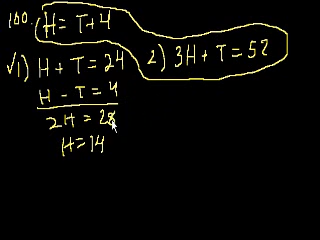 100. H = T+4
√1) H + T = 24
2) 3H + T = 52
H - T = 4
2H = 28
H = 14